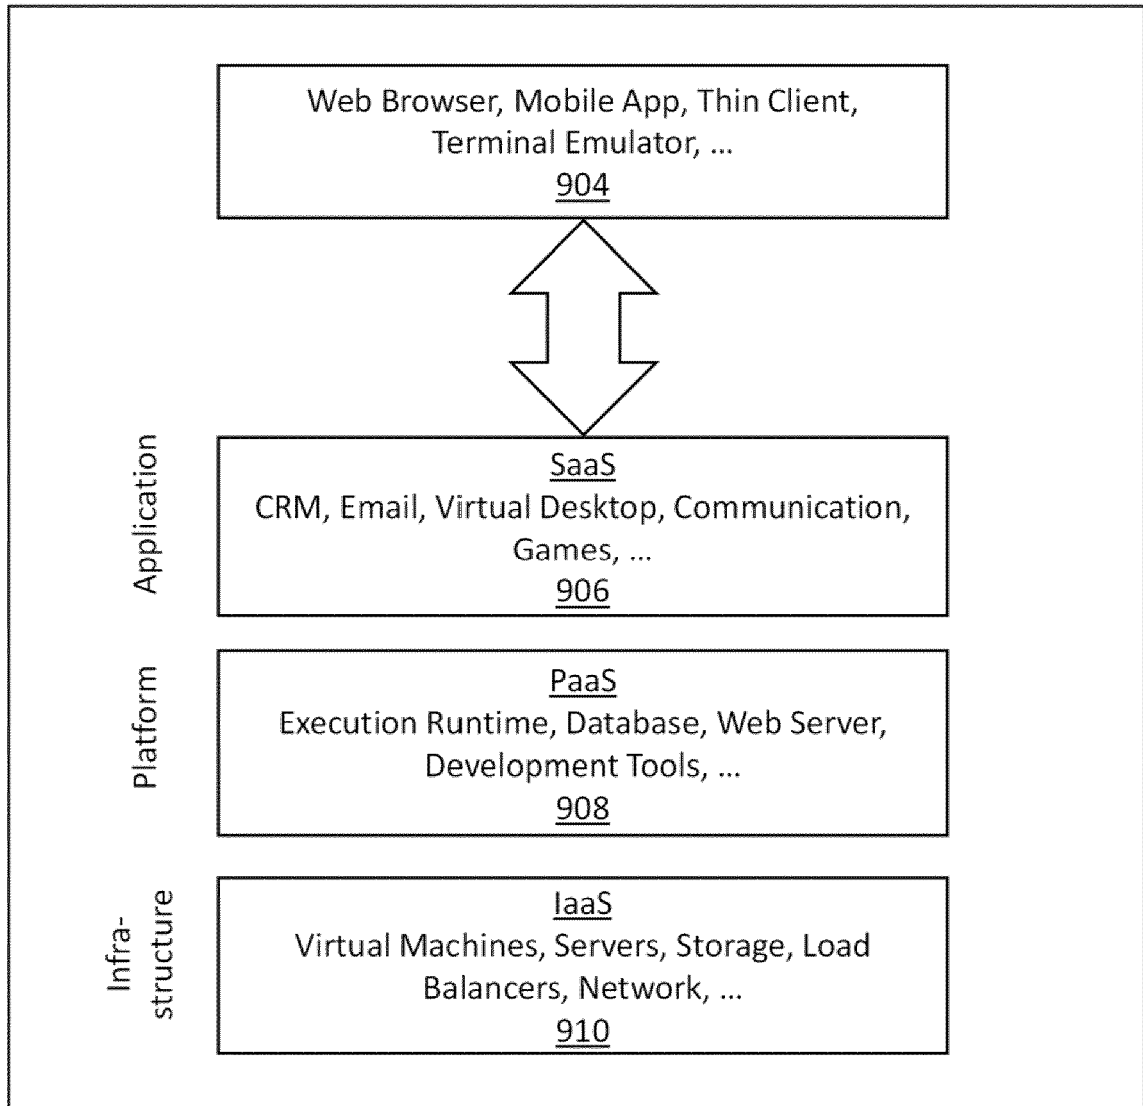 Web Browser, Mobile App, Thin Client,
Terminal Emulator, ...
904
Application
SaaS
CRM, Email, Virtual Desktop, Communication,
Games, ...
906
Platform
PaaS
Execution Runtime, Database, Web Server,
Development Tools, ...
908
Infra-
structure
IaaS
Virtual Machines, Servers, Storage, Load
Balancers, Network, ...
910